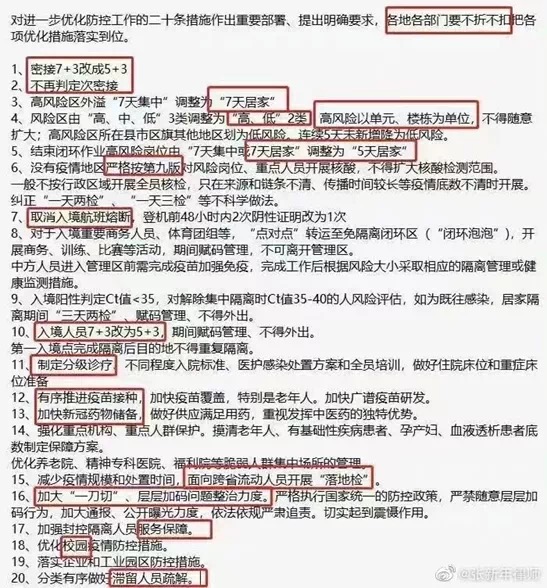 对进一步优化防控工作的二十条措施作出重要部署、提出明确要求，各地各部门要不折不扣把各
项优化措施落实到位。
1、密接7+3改成5+3
2、不再判定次密接
3、高风险区外溢“7天集中”调整为“7天居家”
4、风险区由“高、中、低”3类调整为“高、低”2类，高风险以单元、楼栋为单位，不得随意
扩大；高风险区所在县市区旗其他地区划为低风险。连续5天未新增降为低风险。
5、结束闭环作业高风险岗位由“7天集中或7天居家”调整为“5天居家”
6、没有疫情地区严格按第九版对风险岗位、重点人员开展核酸，不得扩大核酸检测范围。
一般不按行政区域开展全员核检，只在来源和链条不清、传播时间较长等疫情底数不清时开展。
纠正“一天两检”、“一天三检”等不科学做法。
7、取消入境航班熔断，登机前48小时内2次阴性证明改为1次
8、对于入境重要商务人员、体育团组等，“点对点”转运至免隔离闭环区（“闭环泡泡”），开
展商务、训练、比赛等活动，期间赋码管理，不可离开管理区。
中方人员进入管理区前需完成疫苗加强免疫，完成工作后根据风险大小采取相应的隔离管理或健
康监测措施。
9、入境阳性判定Ct值<35，对解除集中隔离时Ct值35-40的人风险评估，如为既往感染，居家隔
离期间“三天两检”、赋码管理、不得外出。
10、入境人员7+3改为5+3，期间赋码管理、不得外出。
第一入境点完成隔离后目的地不得重复隔离。
11、制定分级诊疗，不同程度入院标准、医护感染处置方案和全员培训，做好住院床位和重症床
位准备
12、有序推进疫苗接种，加快疫苗覆盖，特别是老年人。加快广谱疫苗研发。
13、加快新冠药物储备，做好供应满足用药，重视发挥中医药的独特优势。
14、强化重点机构、重点人群保护。摸清老年人、有基础性疾病患者、孕产妇、血液透析患者底
数制定保障方案。
优化养老院、精神专科医院、福利院等脆弱人群集中场所的管理。
15、减少疫情规模和处置时间，面向跨省流动人员开展“落地检”。
16、加大“一刀切”、层层加码问题整治力度。严格执行国家统一的防控政策，严禁随意层层加
码行为，加大通报、公开曝光力度，依法依规严肃追责。切实起到震慑作用。
17、加强封控隔离人员服务保障。
18、优化校园疫情防控措施。
19、落实企业和工业园区防控措施。
20、分类有序做好滞留人员疏解。
@张新年律师